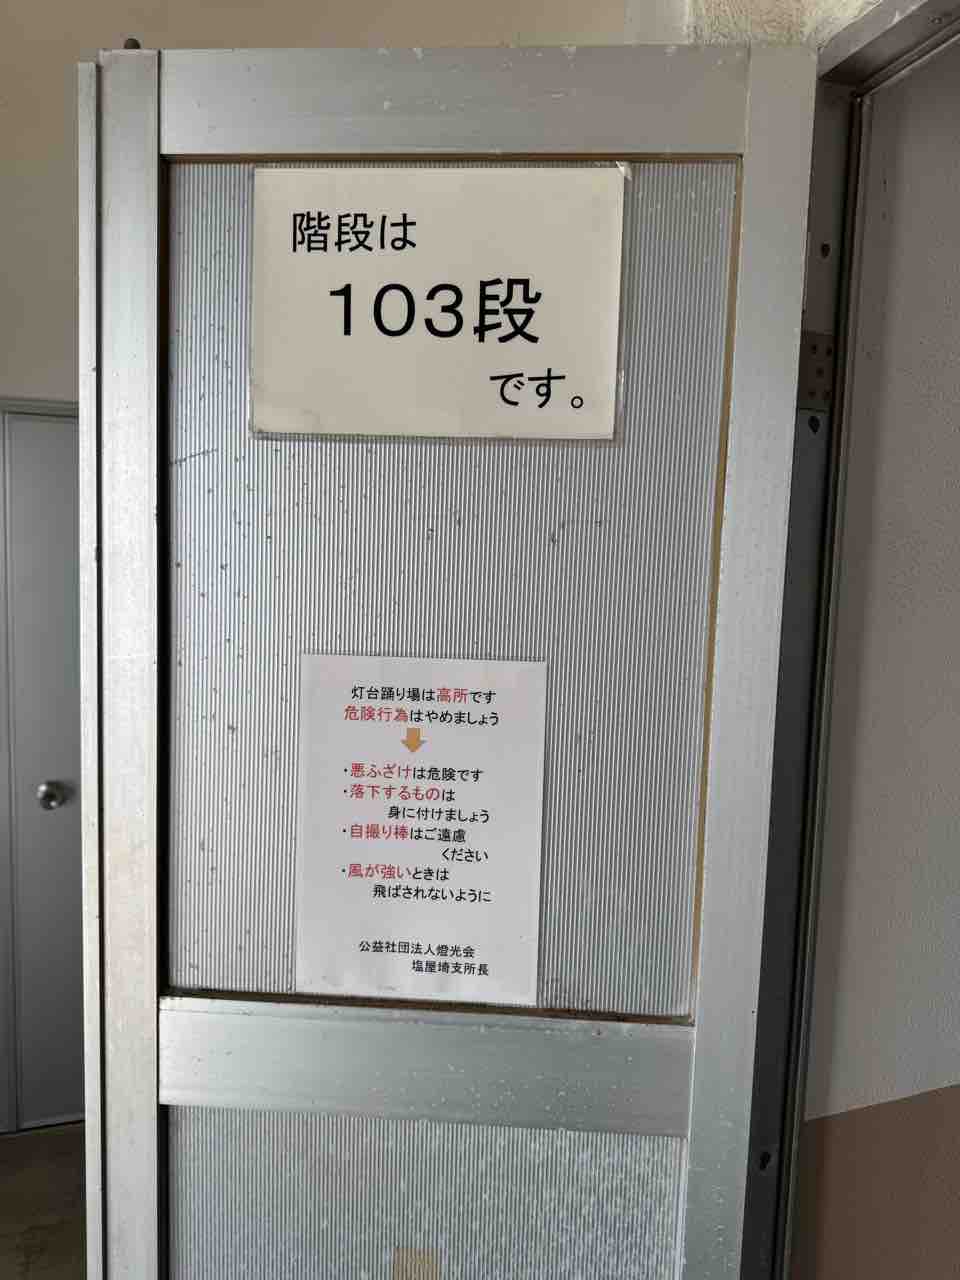 階段は
103段
です。
灯台踊り場は高所です
危険行為はやめましょう
・悪ふざけは危険です
・落下するものは
身に付けましょう
・自撮り棒はご遠慮
ください
・風が強いときは
飛ばされないように
公益社団法人燈光会
塩屋埼支所長